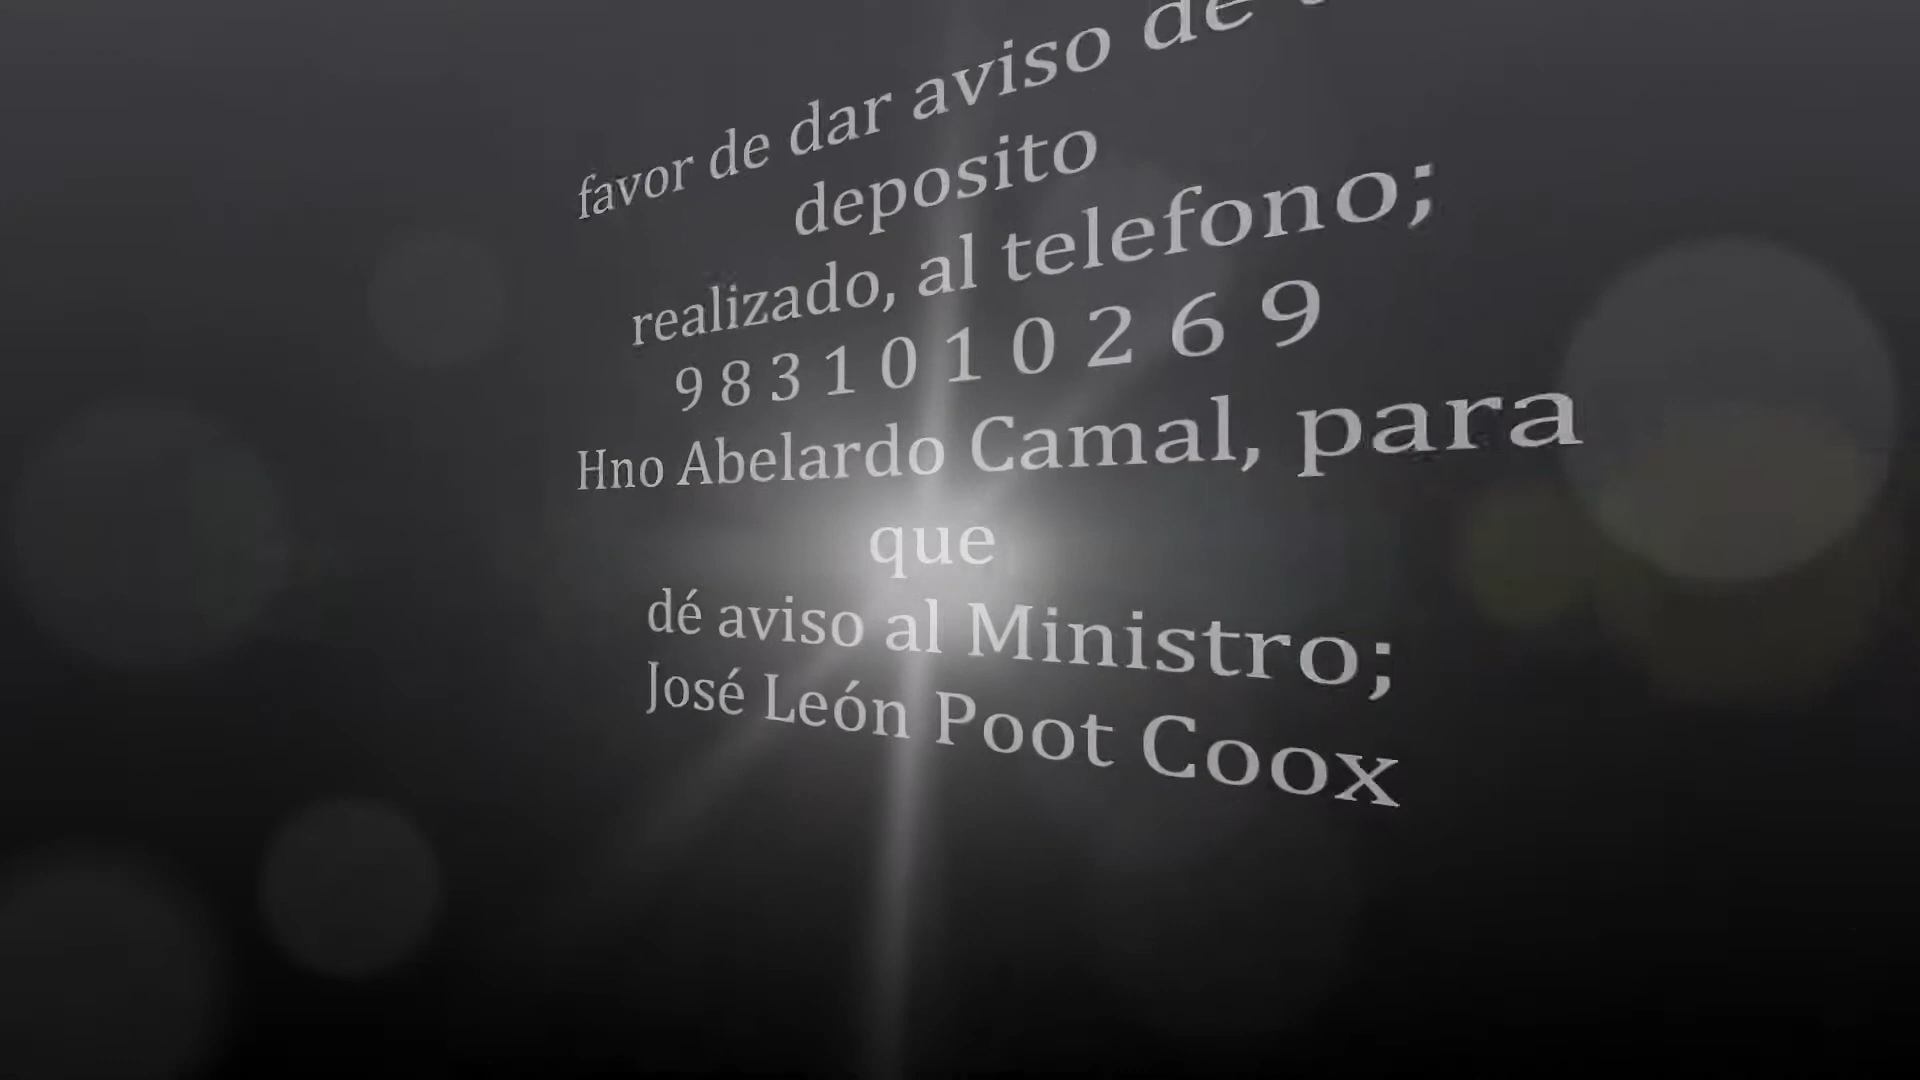 favor de dar aviso de
deposito
realizado, al telefono;
9 8 3 1 0 1 0 2 6 9
Hno Abelardo Camal, para
que
dé aviso al Ministro;
José León Poot Coox